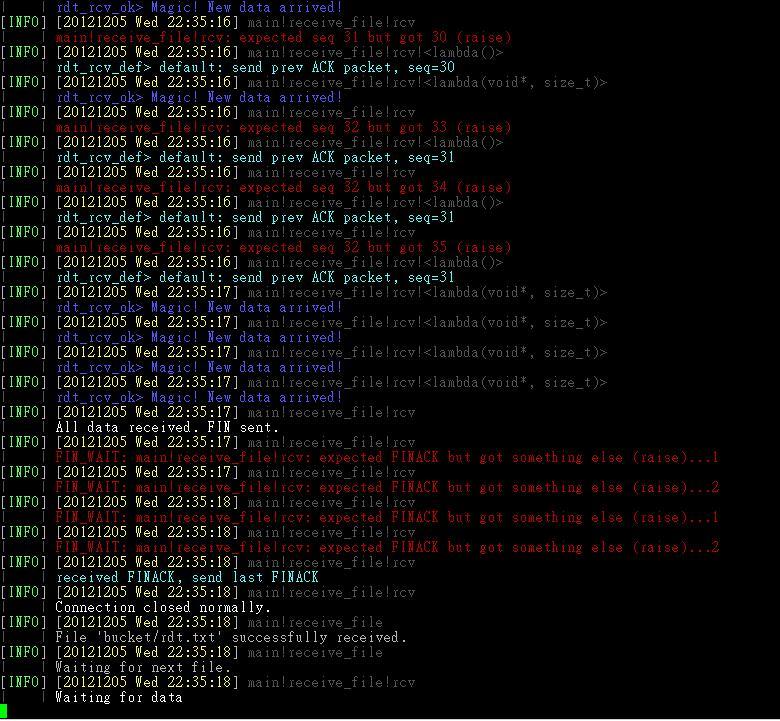 | | rdt_rcv_ok> Magic! New data arrived!
[INFO] [20121205 Wed 22:35:16] main!receive_file!rcv
| | main!receive_file!rcv: expected seq 31 but got 30 (raise)
[INFO] [20121205 Wed 22:35:16] main!receive_file!rcv!<lambda()>
| | rdt_rcv_def> default: send prev ACK packet, seq=30
[INFO] [20121205 Wed 22:35:16] main!receive_file!rcv!<lambda(void*, size_t)>
| | rdt_rcv_ok> Magic! New data arrived!
[INFO] [20121205 Wed 22:35:16] main!receive_file!rcv
| | main!receive_file!rcv: expected seq 32 but got 33 (raise)
[INFO] [20121205 Wed 22:35:16] main!receive_file!rcv!<lambda()>
| | rdt_rcv_def> default: send prev ACK packet, seq=31
[INFO] [20121205 Wed 22:35:16] main!receive_file!rcv
| | main!receive_file!rcv: expected seq 32 but got 34 (raise)
[INFO] [20121205 Wed 22:35:16] main!receive_file!rcv!<lambda()>
| | rdt_rcv_def> default: send prev ACK packet, seq=31
[INFO] [20121205 Wed 22:35:16] main!receive_file!rcv
| | main!receive_file!rcv: expected seq 32 but got 35 (raise)
[INFO] [20121205 Wed 22:35:16] main!receive_file!rcv!<lambda()>
| | rdt_rcv_def> default: send prev ACK packet, seq=31
[INFO] [20121205 Wed 22:35:17] main!receive_file!rcv!<lambda(void*, size_t)>
| | rdt_rcv_ok> Magic! New data arrived!
[INFO] [20121205 Wed 22:35:17] main!receive_file!rcv!<lambda(void*, size_t)>
| | rdt_rcv_ok> Magic! New data arrived!
[INFO] [20121205 Wed 22:35:17] main!receive_file!rcv!<lambda(void*, size_t)>
| | rdt_rcv_ok> Magic! New data arrived!
[INFO] [20121205 Wed 22:35:17] main!receive_file!rcv!<lambda(void*, size_t)>
| | rdt_rcv_ok> Magic! New data arrived!
[INFO] [20121205 Wed 22:35:17] main!receive_file!rcv
| | All data received. FIN sent.
[INFO] [20121205 Wed 22:35:17] main!receive_file!rcv
| | FIN_WAIT: main!receive_file!rcv: expected FINACK but got something else (raise)...1
[INFO] [20121205 Wed 22:35:17] main!receive_file!rcv
| | FIN_WAIT: main!receive_file!rcv: expected FINACK but got something else (raise)...2
[INFO] [20121205 Wed 22:35:18] main!receive_file!rcv
| | FIN_WAIT: main!receive_file!rcv: expected FINACK but got something else (raise)...1
[INFO] [20121205 Wed 22:35:18] main!receive_file!rcv
| | FIN_WAIT: main!receive_file!rcv: expected FINACK but got something else (raise)...2
[INFO] [20121205 Wed 22:35:18] main!receive_file!rcv
| | received FINACK, send last FINACK
[INFO] [20121205 Wed 22:35:18] main!receive_file!rcv
| | Connection closed normally.
[INFO] [20121205 Wed 22:35:18] main!receive_file
| | File 'bucket/rdt.txt' successfully received.
[INFO] [20121205 Wed 22:35:18] main!receive_file
| | Waiting for next file.
[INFO] [20121205 Wed 22:35:18] main!receive_file!rcv
| | Waiting for data